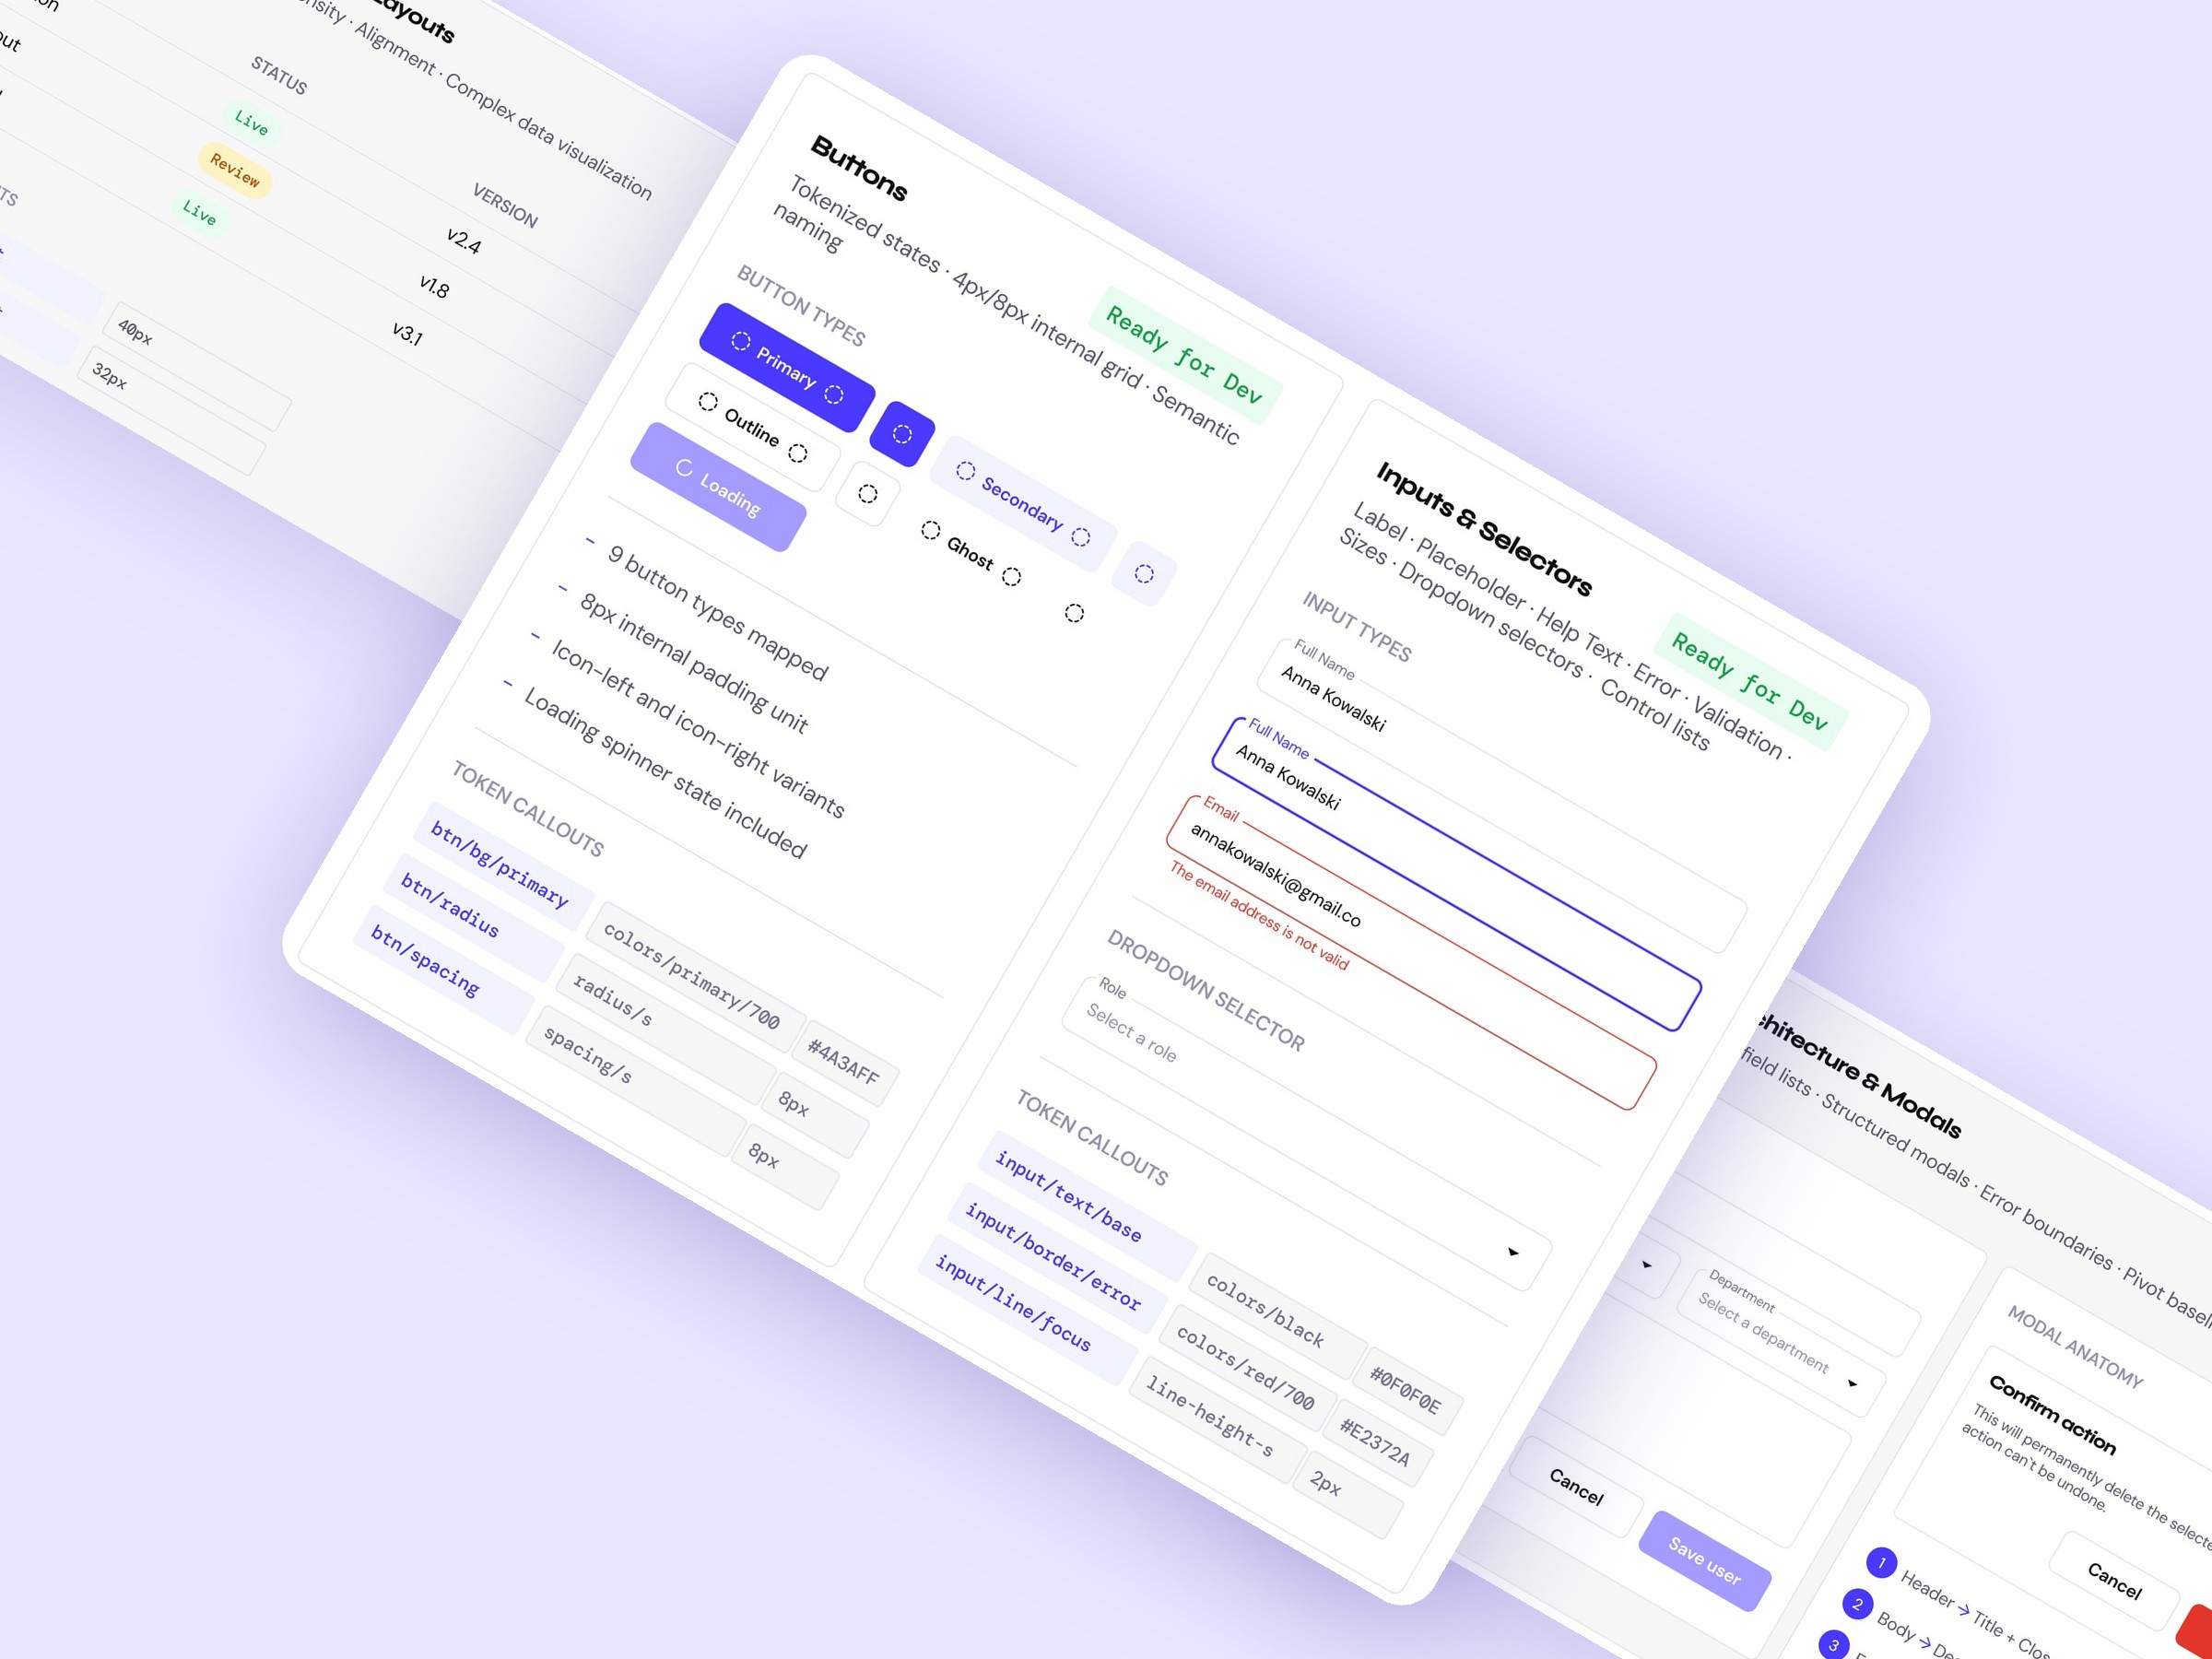 Layouts
Alignment · Complex data visualization
STATUS
VERSION
Live
v2.4
Review
v1.8
Live
v3.1
40px
32px
Buttons
Ready for Dev
Tokenized states · 4px/8px internal grid · Semantic
naming
BUTTON TYPES
Primary
Secondary
Outline
Ghost
Loading
- 9 button types mapped
- 8px internal padding unit
- Icon-left and icon-right variants
- Loading spinner state included
TOKEN CALLOUTS
btn/bg/primary colors/primary/700 #4A3AFF
btn/radius radius/s 8px
btn/spacing spacing/s 8px
Inputs & Selectors
Ready for Dev
Label · Placeholder · Help Text · Error · Validation ·
Sizes · Dropdown selectors · Control lists
INPUT TYPES
Full Name
Anna Kowalski
Full Name
Anna Kowalski
Email
annakowalski@gmail.co
The email address is not valid
DROPDOWN SELECTOR
Role
Select a role
TOKEN CALLOUTS
input/text/base colors/black #0F0F0E
input/border/error colors/red/700 #E2372A
input/line/focus line-height-s 2px
chitecture & Modals
field lists · Structured modals · Error boundaries · Pivot
Department
Select a department
Cancel
Save user
MODAL ANATOMY
Confirm action
This will permanently delete the
action can't be undone.
Cancel
1 Header → Title +
2 Body →
3